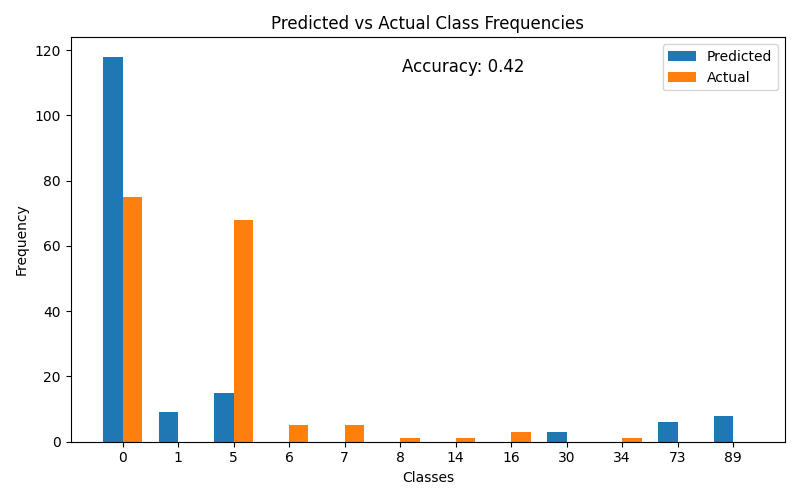 Predicted vs Actual Class Frequencies
120
100
80
60
40
20
0
Frequency
Accuracy: 0.42
Predicted
Actual
0 1 5 6 7 8 14 16 30 34 73 89
Classes